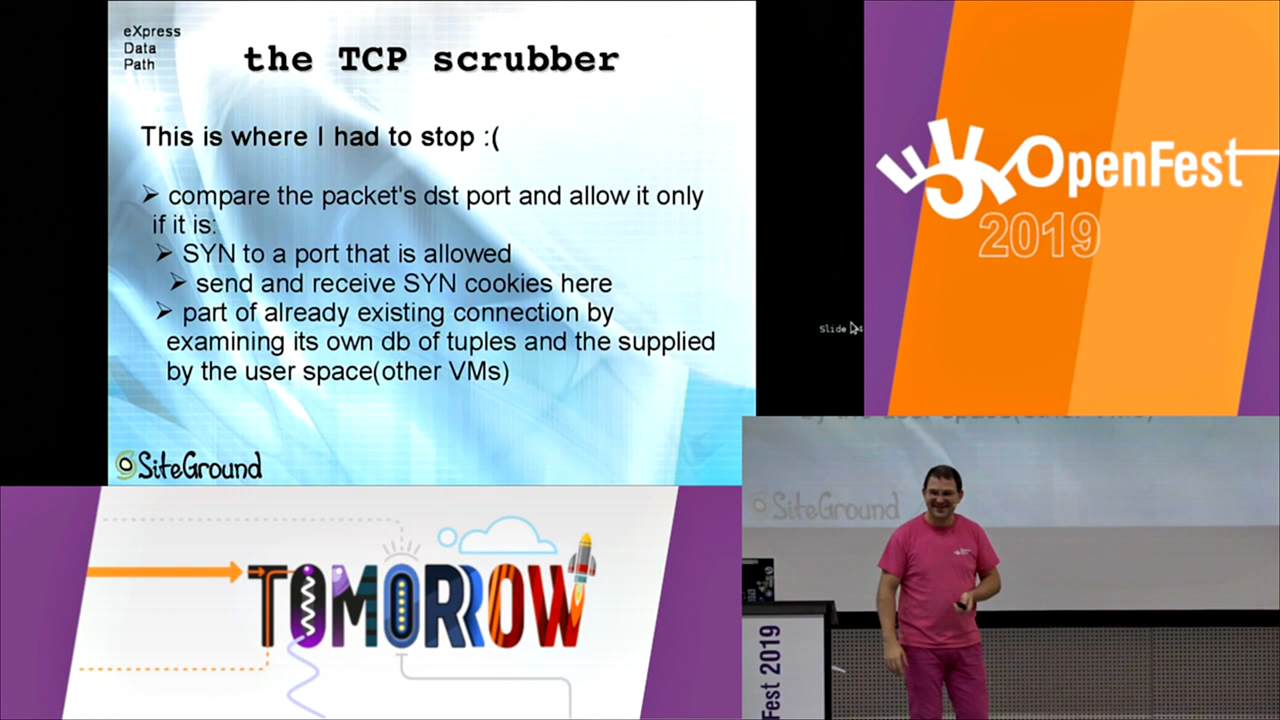 eXpress
Data
Path
the TCP scrubber
This is where I had to stop :(
compare the packet's dst port and allow it only
if it is:
SYN to a port that is allowed
send and receive SYN cookies here
part of already existing connection by
examining its own db of tuples and the supplied
by the user space(other VMs)
SiteGround
Slide
OpenFest
2019
TOMORROW
SiteGround
Fest 2019